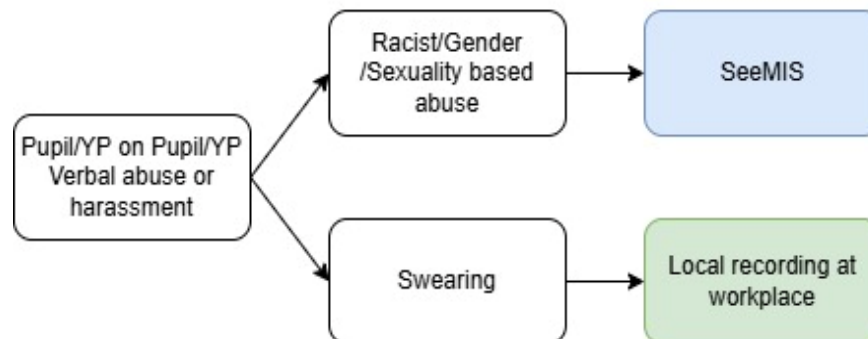 Racist/Gender
/Sexuality based
abuse
SeeMIS
Pupil/YP on Pupil/YP
Verbal abuse or
harassment
Swearing
Local recording at
workplace